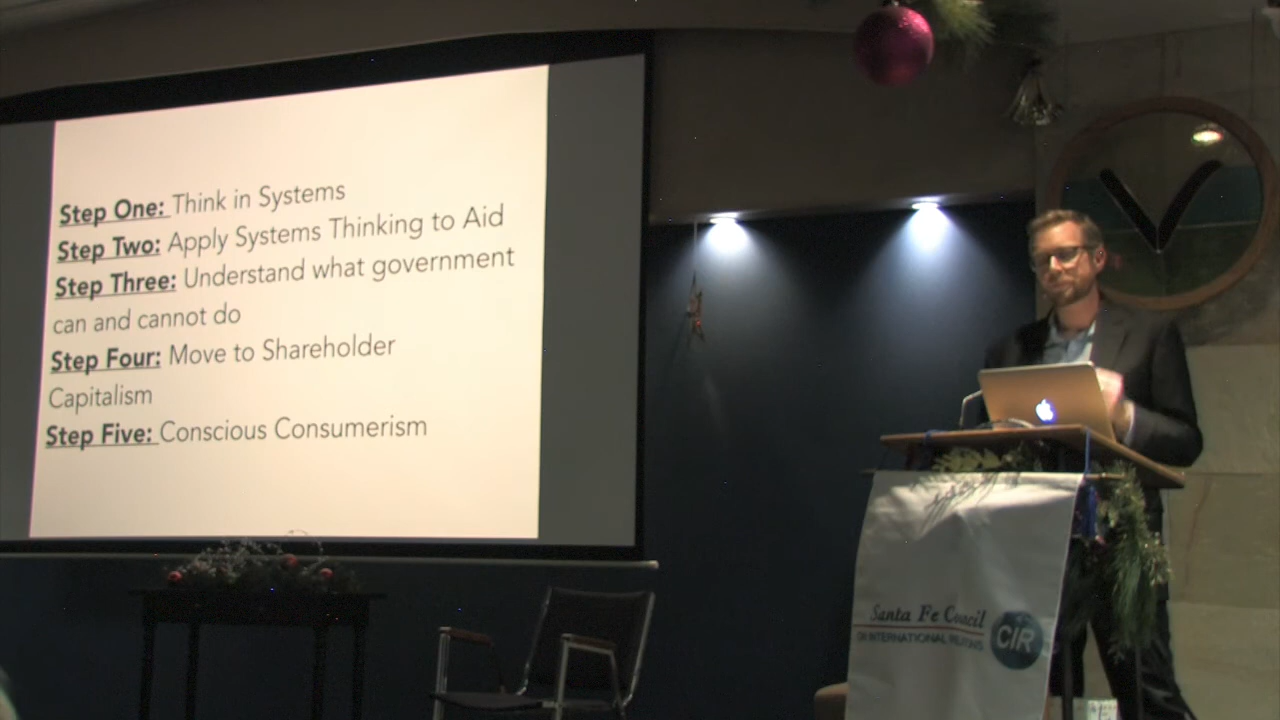 Step One: Think in Systems
Step Two: Apply Systems Thinking to Aid
Step Three: Understand what government
can and cannot do
Step Four: Move to Shareholder
Capitalism
Step Five: Conscious Consumerism
Santa Fe Council
ON INTERNATIONAL RELATIONS
CIR